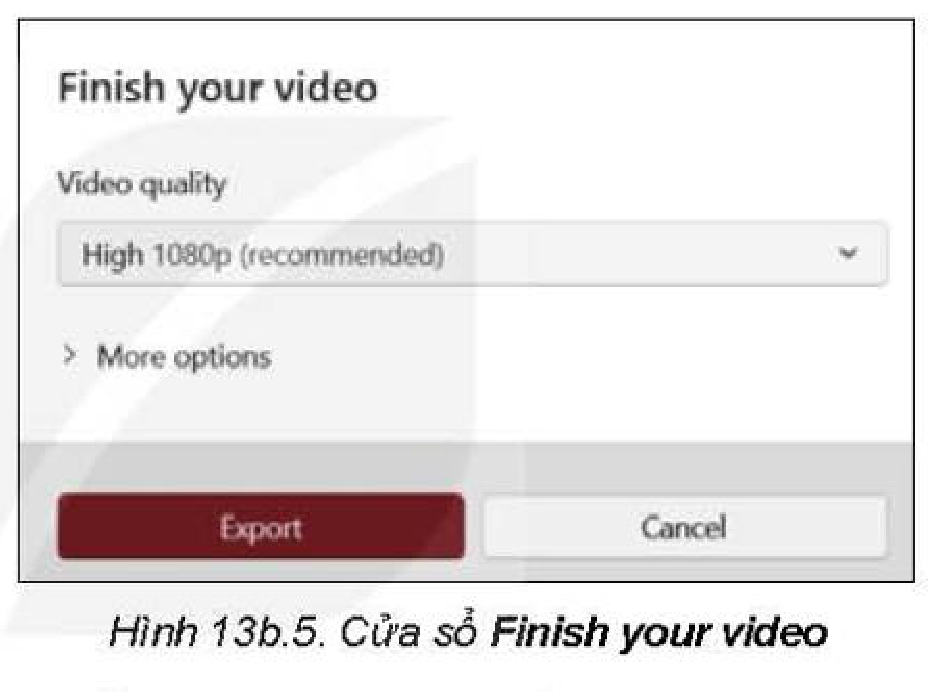 Finish your video
Video quality
High 1080p (recommended)
More options
Export
Cancel
Hình 13b.5. Cửa sổ Finish your video